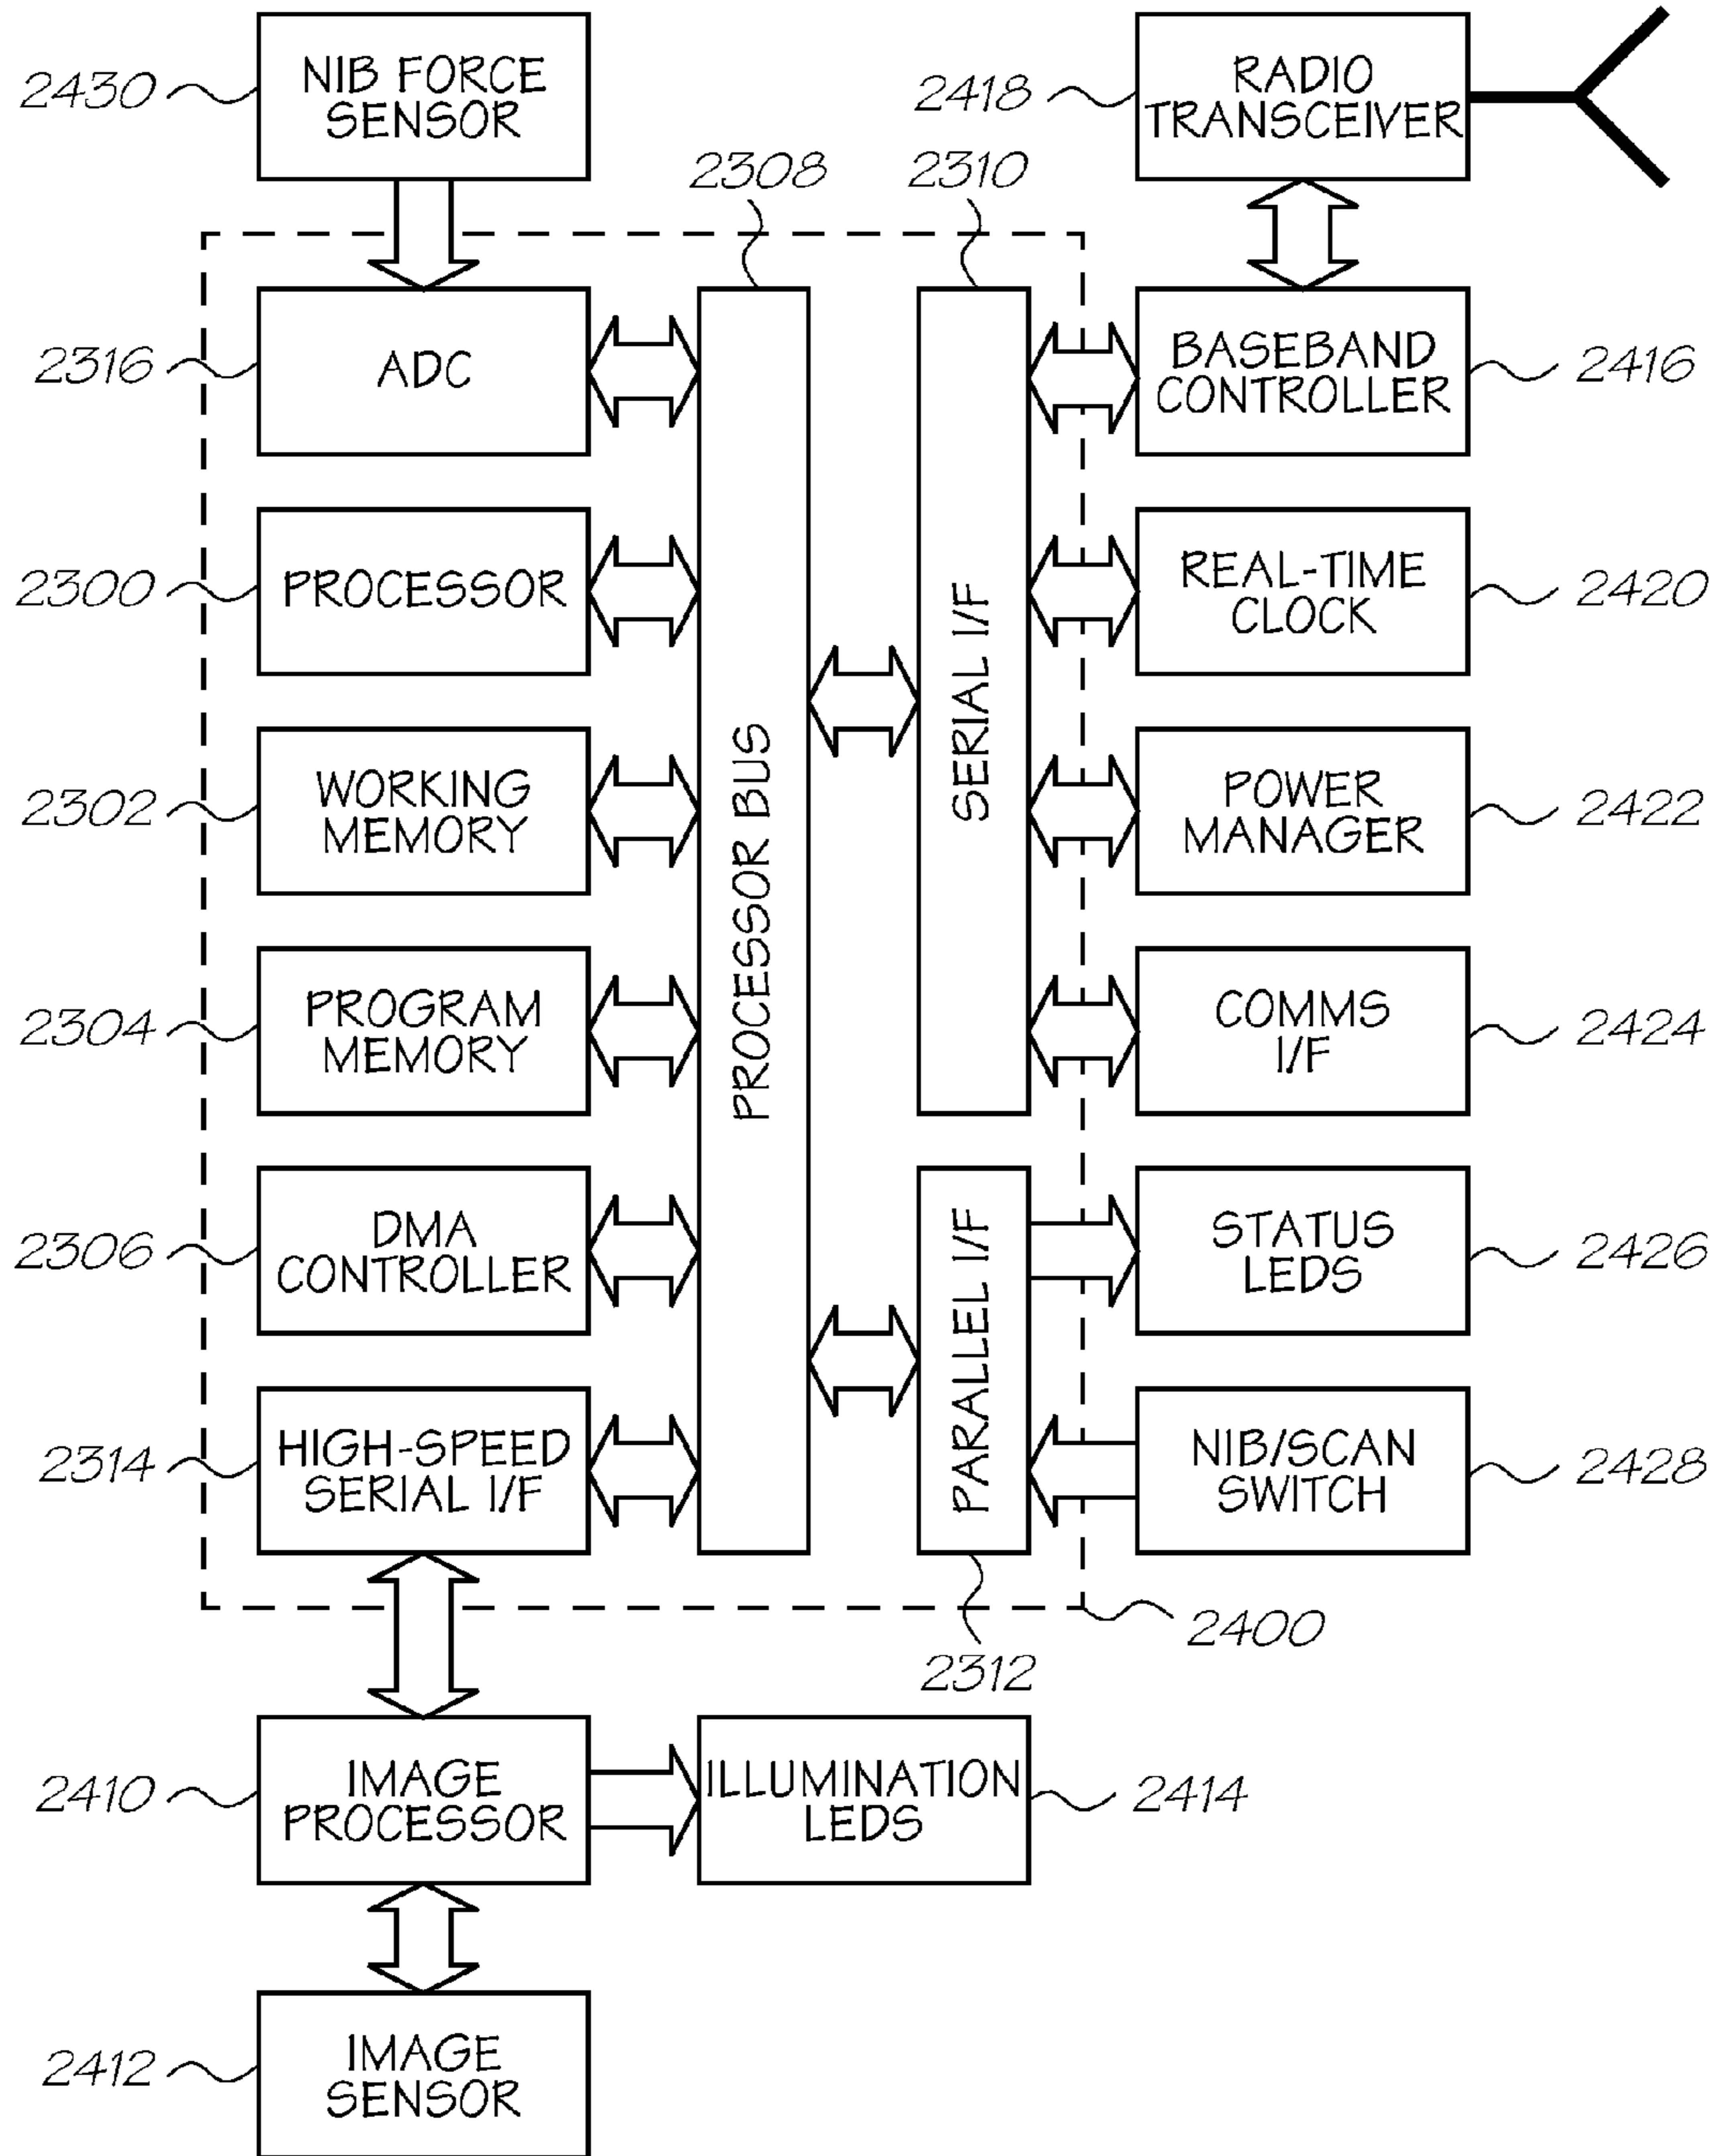 2430
NIB FORCE
SENSOR
2418
RADIO
TRANSCEIVER
2308
2310
2316
ADC
BASEBAND
CONTROLLER
2416
2300
PROCESSOR
REAL-TIME
CLOCK
2420
2302
WORKING
MEMORY
PROCESSOR BUS
SERIAL I/F
POWER
MANAGER
2422
2304
PROGRAM
MEMORY
COMMS
I/F
2424
2306
DMA
CONTROLLER
PARALLEL I/F
STATUS
LEDS
2426
2314
HIGH-SPEED
SERIAL I/F
NIB/SCAN
SWITCH
2428
2400
2312
2410
IMAGE
PROCESSOR
ILLUMINATION
LEDS
2414
2412
IMAGE
SENSOR